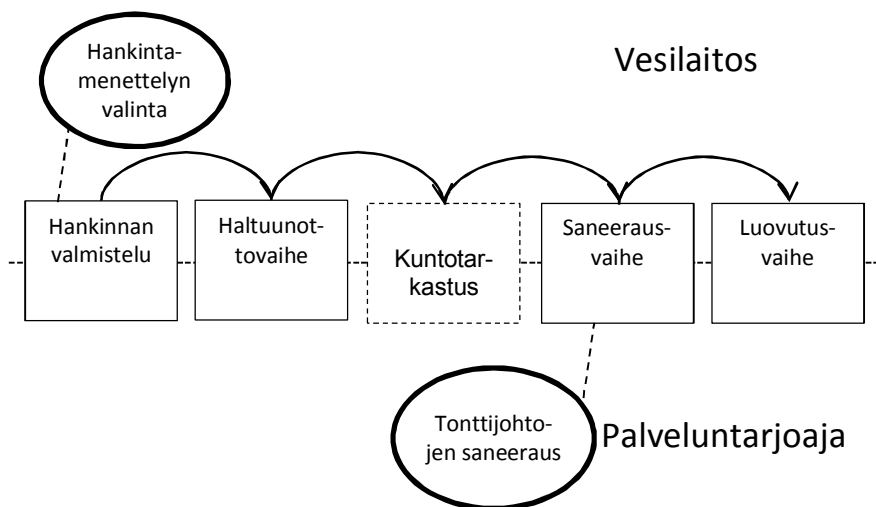 Hankinta-
menettelyn
valinta
Vesilaitos
Hankinnan
valmistelu
Haltuunot-
tovaihe
Kuntotar-
kastus
Saneeraus-
vaihe
Luovutus-
vaihe
Tonttijohto-
jen saneeraus
Palveluntarjoaja